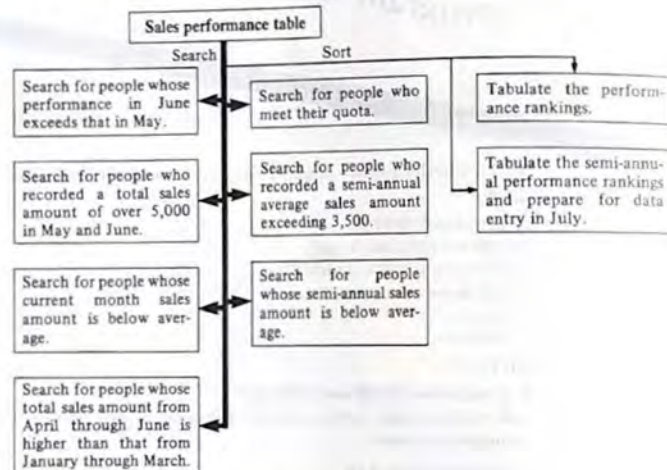 Sales performance table
Search
Sort
Search for people whose
performance in June
exceeds that in May.
Search for people who
meet their quota.
Tabulate the perform-
ance rankings.
Search for people who
recorded a total sales
amount of over 5,000
in May and June.
Search for people who
recorded a semi-annual
average sales amount
exceeding 3,500.
Tabulate the semi-annu-
al performance rankings
and prepare for data
entry in July.
Search for people whose
current month sales
amount is below aver-
age.
Search for people
whose semi-annual sales
amount is below aver-
age.
Search for people whose
total sales amount from
April through June is
higher than that from
January through March.